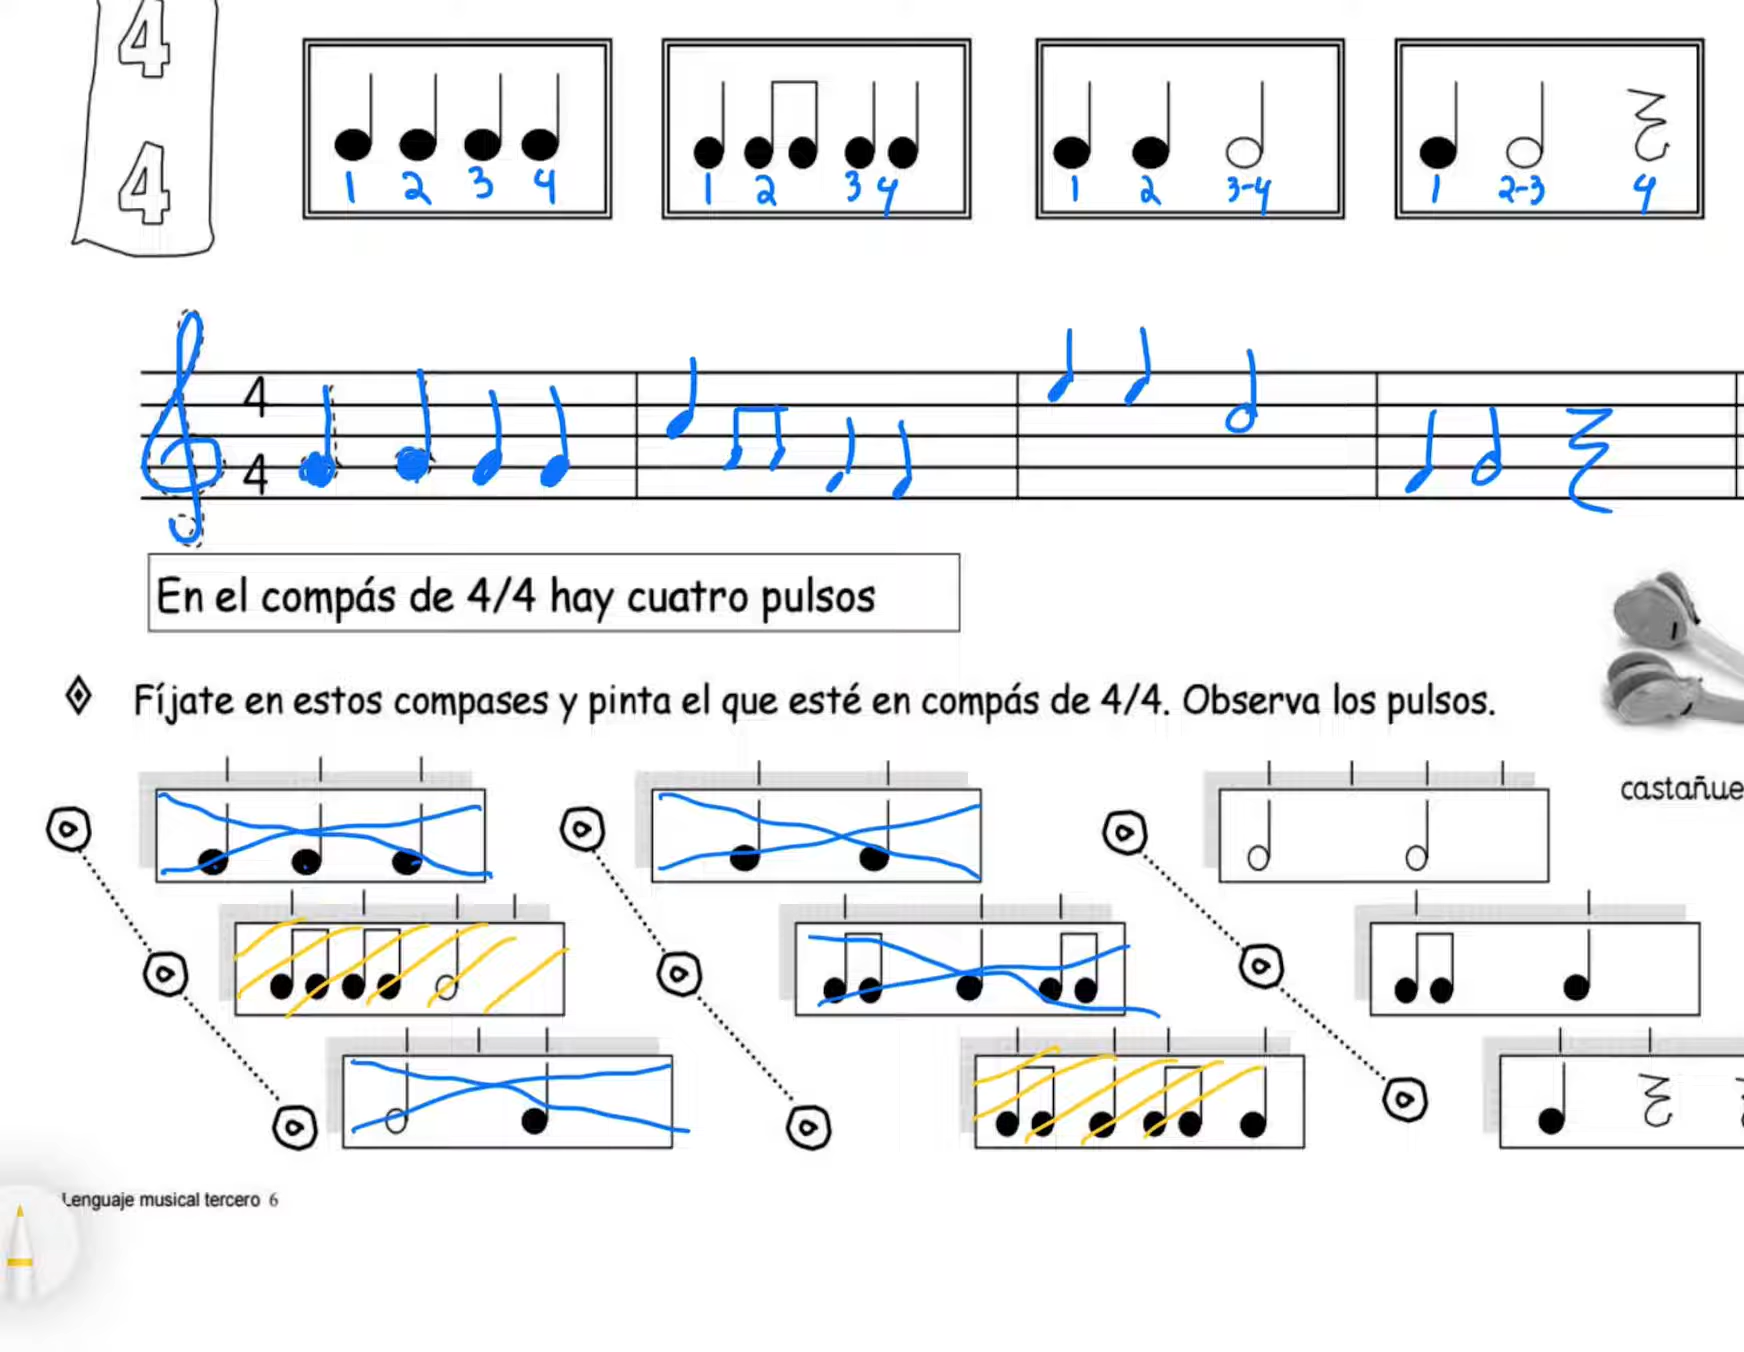 4
4
1 2 3 4
1 2 3 4
1 2 3-4
1 2-3 4
4
4
En el compás de 4/4 hay cuatro pulsos
Fíjate en estos compases y pinta el que esté en compás de 4/4. Observa los pulsos.
castañue
Lenguaje musical tercero 6